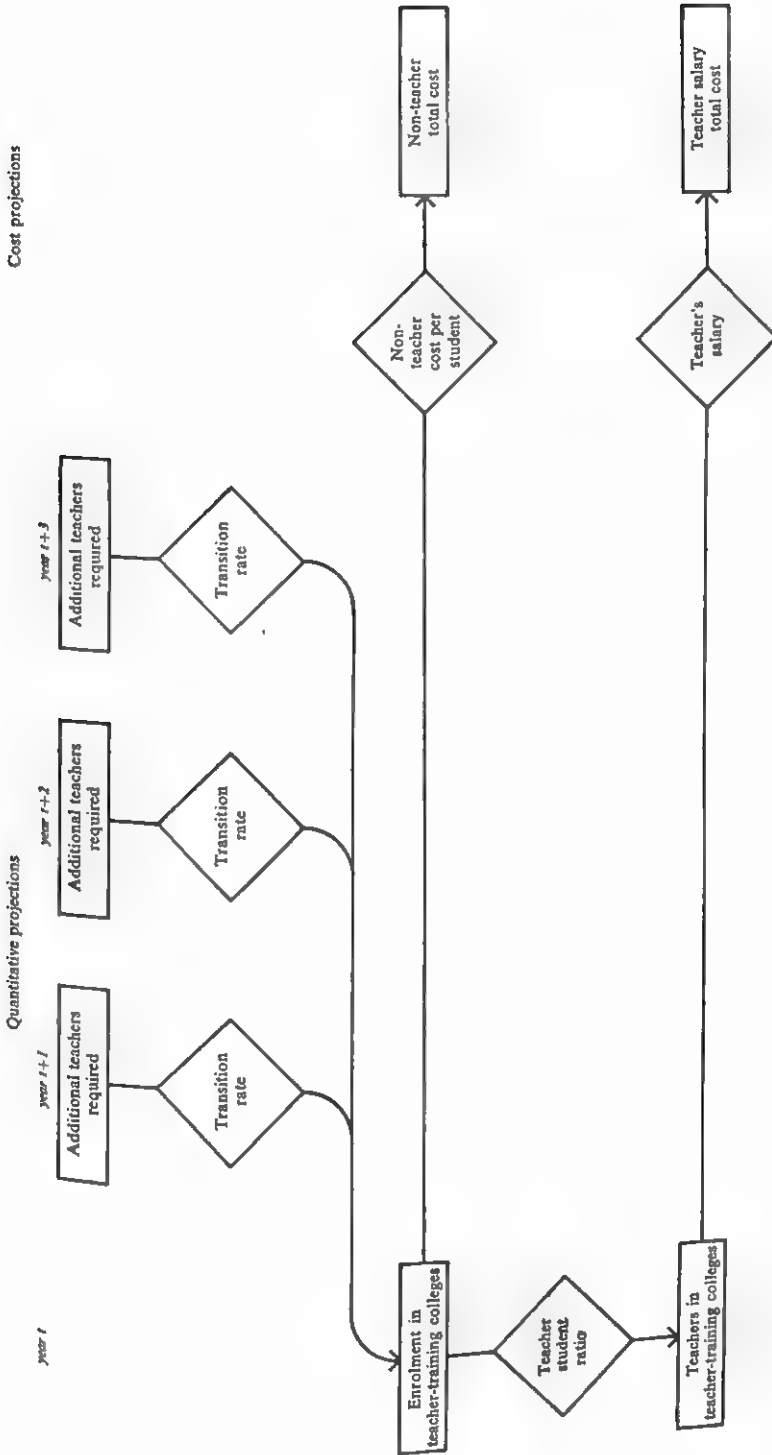 Quantitative projections
Cost projections
year t
year t+1
year t+2
year t+3
Additional teachers
required
Additional teachers
required
Additional teachers
required
Transition
rate
Transition
rate
Transition
rate
Enrolment in
teacher-training colleges
Non-
teacher
cost per
student
Non-teacher
total cost
Teacher
student
ratio
Teachers in
teacher-training colleges
Teacher's
salary
Teacher salary
total cost